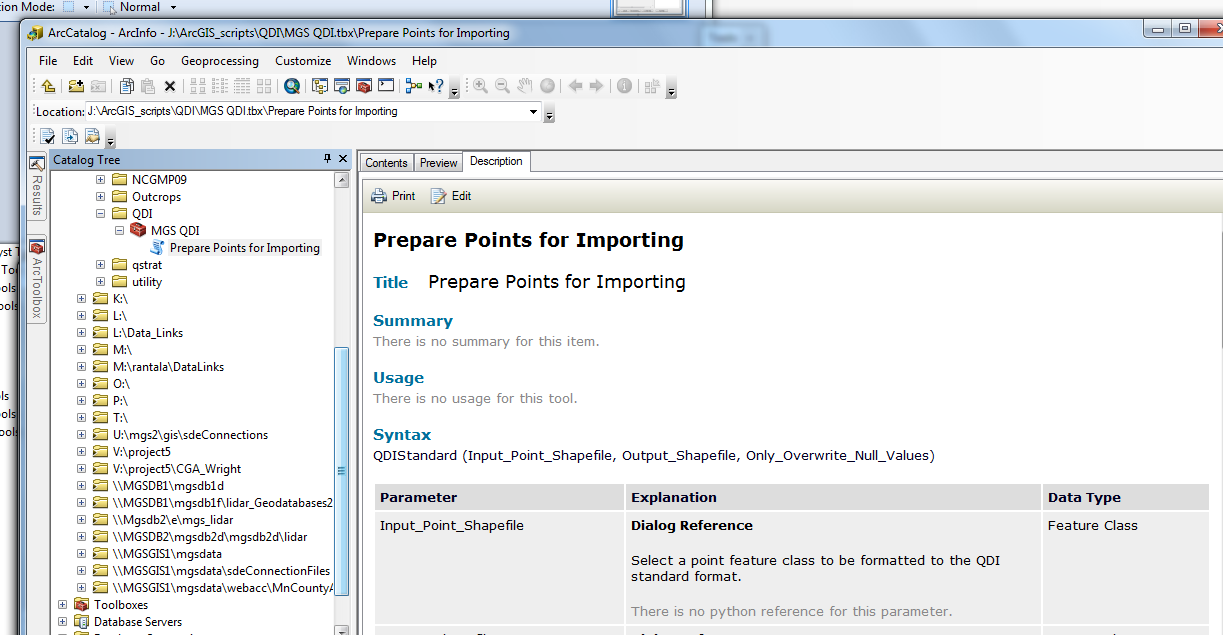 ion Mode:
Normal
ArcCatalog - ArcInfo - J:\ArcGIS_scripts\QDI\MGS QDI.tbx\Prepare Points for Importing
File Edit View Go Geoprocessing Customize Windows Help
Location: J:\ArcGIS_scripts\QDI\MGS QDI.tbx\Prepare Points for Importing
Results
ArcToolbox
Catalog Tree
NCGMP09
Outcrops
QDI
MGS QDI
Prepare Points for Importing
qstrat
utility
K:\
L:\
L:\Data_Links
M:\
M:\rantala\DataLinks
O:\
P:\
T:\
U:\mgs2\gis\sdeConnections
V:\project5
V:\project5\CGA_Wright
\\MGSDB1\mgsdb1d
\\MGSDB1\mgsdb1f\lidar_Geodatabases2
\\Mgsdb2\e\mgs_lidar
\\MGSDB2\mgsdb2d\mgsdb2d\lidar
\\MGSGIS1\mgsdata
\\MGSGIS1\mgsdata\sdeConnectionFiles
\\MGSGIS1\mgsdata\webacc\MnCountyA
Toolboxes
Database Servers
Contents Preview Description
Print Edit
Prepare Points for Importing
Title Prepare Points for Importing
Summary
There is no summary for this item.
Usage
There is no usage for this tool.
Syntax
QDIStandard (Input_Point_Shapefile, Output_Shapefile, Only_Overwrite_Null_Values)
Parameter Explanation Data Type
Input_Point_Shapefile Dialog Reference Feature Class
Select a point feature class to be formatted to the QDI
standard format.
There is no python reference for this parameter.